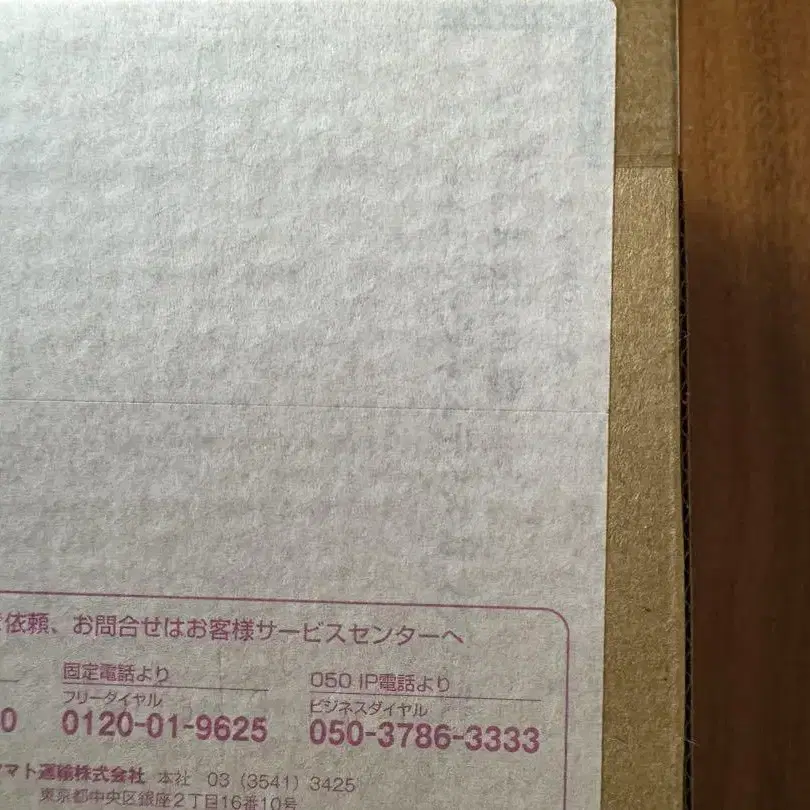 依頼、お問合せはお客様サービスセンターへ
固定電話より
050 IP電話より
フリーダイヤル
ビジネスダイヤル
0
0120-01-9625
050-3786-3333
マト運輸株式会社 本社 03（3541）3425
東京都中央区銀座2丁目16番10号